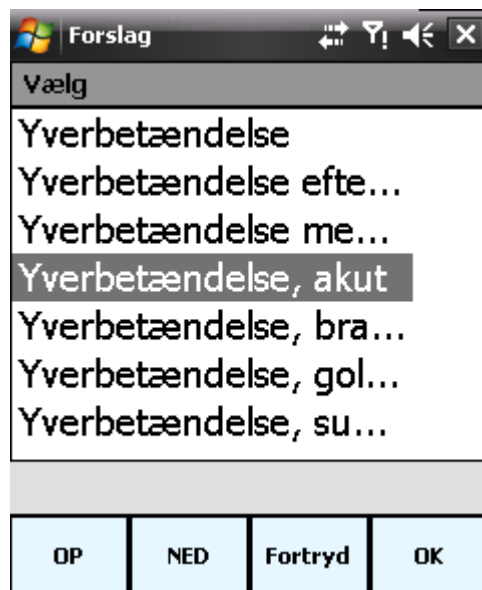 Forslag
Vælg
Yverbetændelse
Yverbetændelse efte...
Yverbetændelse me...
Yverbetændelse, akut
Yverbetændelse, bra...
Yverbetændelse, gol...
Yverbetændelse, su...
OP NED Fortryd OK